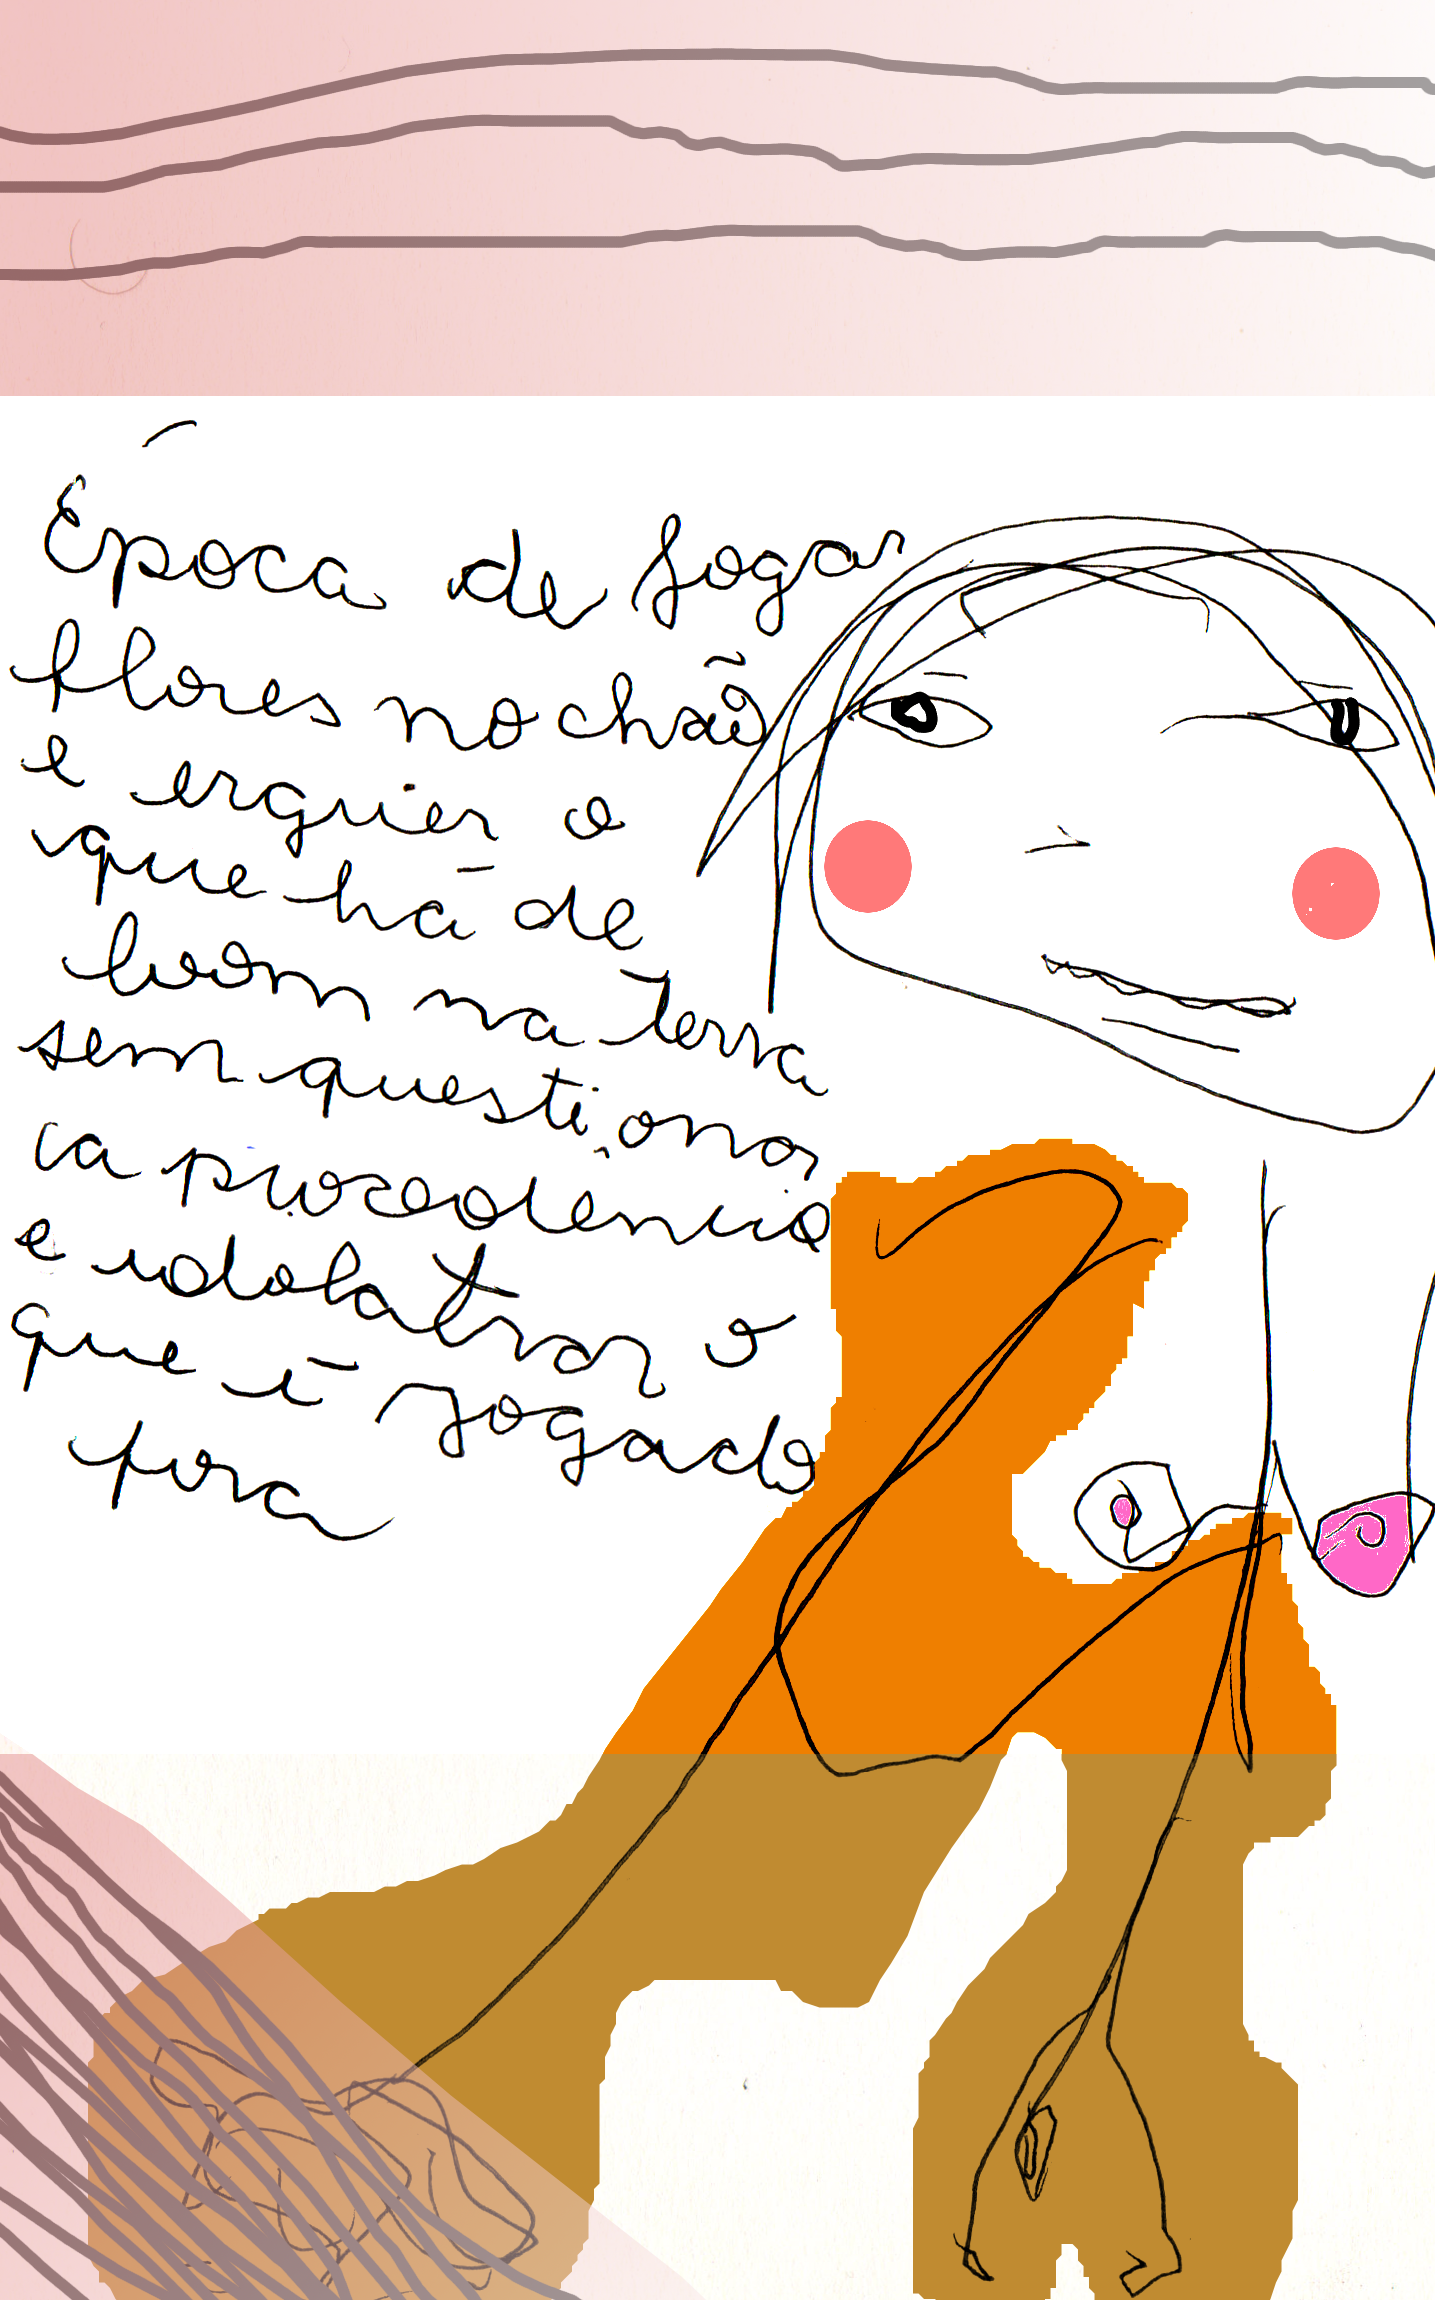 Época de jogar
flores no chão
e erguier o
que há de
bom na terra
sem questionar
a procedência
e idolatrar o
que é jogado
fora